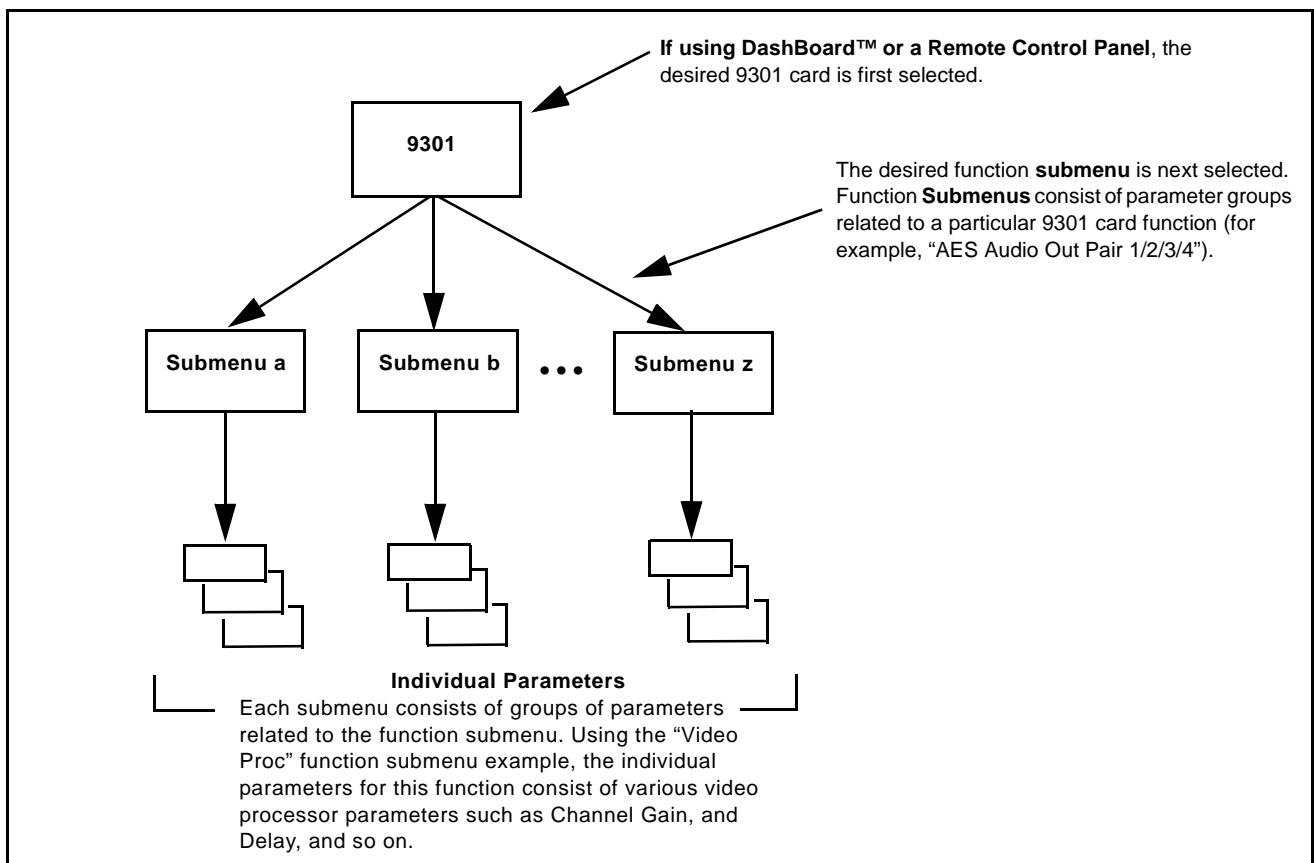 If using DashBoard™ or a Remote Control Panel, the
desired 9301 card is first selected.
9301
The desired function submenu is next selected.
Function Submenus consist of parameter groups
related to a particular 9301 card function (for
example, “AES Audio Out Pair 1/2/3/4”).
Submenu a
Submenu b
• • •
Submenu z
Individual Parameters
Each submenu consists of groups of parameters
related to the function submenu. Using the “Video
Proc” function submenu example, the individual
parameters for this function consist of various video
processor parameters such as Channel Gain, and
Delay, and so on.